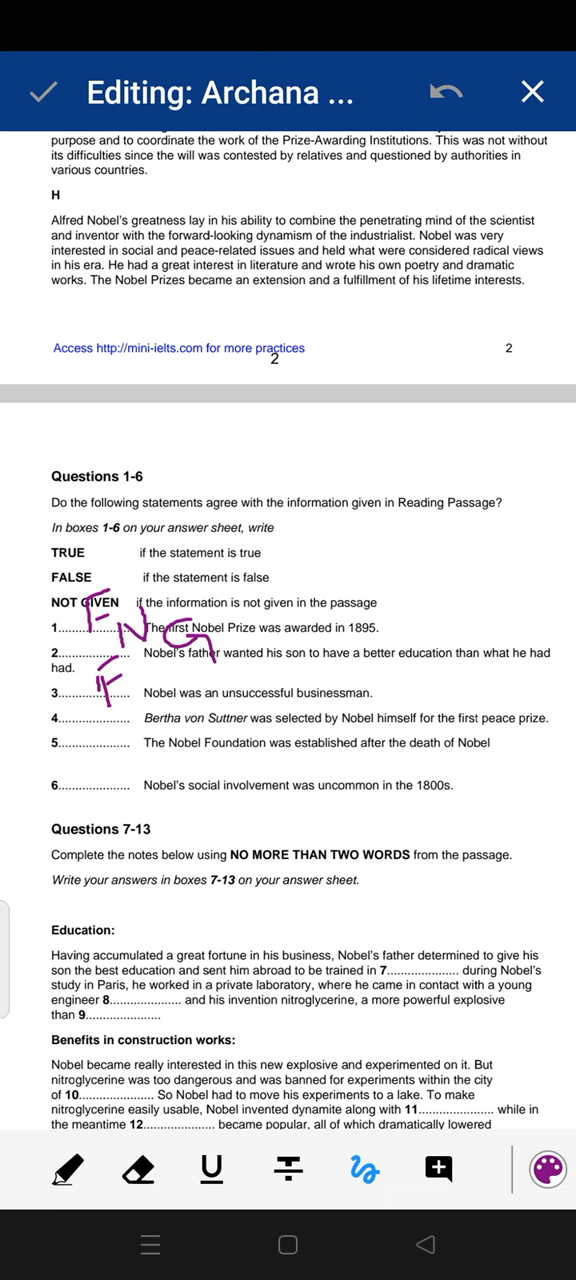 Editing: Archana ...
purpose and to coordinate the work of the Prize-Awarding Institutions. This was not without
its difficulties since the will was contested by relatives and questioned by authorities in
various countries.
H
Alfred Nobel's greatness lay in his ability to combine the penetrating mind of the scientist
and inventor with the forward-looking dynamism of the industrialist. Nobel was very
interested in social and peace-related issues and held what were considered radical views
in his era. He had a great interest in literature and wrote his own poetry and dramatic
works. The Nobel Prizes became an extension and a fulfillment of his lifetime interests.
Access http://mini-ielts.com for more practices 2
2
Questions 1-6
Do the following statements agree with the information given in Reading Passage?
In boxes 1-6 on your answer sheet, write
TRUE if the statement is true
FALSE if the statement is false
NOT GIVEN if the information is not given in the passage
F
1.................... The first Nobel Prize was awarded in 1895.
NG
2.................... Nobel's father wanted his son to have a better education than what he had
had.
F
3.................... Nobel was an unsuccessful businessman.
4.................... Bertha von Suttner was selected by Nobel himself for the first peace prize.
5.................... The Nobel Foundation was established after the death of Nobel
6.................... Nobel's social involvement was uncommon in the 1800s.
Questions 7-13
Complete the notes below using NO MORE THAN TWO WORDS from the passage.
Write your answers in boxes 7-13 on your answer sheet.
Education:
Having accumulated a great fortune in his business, Nobel's father determined to give his
son the best education and sent him abroad to be trained in 7.................... during Nobel's
study in Paris, he worked in a private laboratory, where he came in contact with a young
engineer 8.................... and his invention nitroglycerine, a more powerful explosive
than 9.....................
Benefits in construction works:
Nobel became really interested in this new explosive and experimented on it. But
nitroglycerine was too dangerous and was banned for experiments within the city
of 10..................... So Nobel had to move his experiments to a lake. To make
nitroglycerine easily usable, Nobel invented dynamite along with 11..................... while in
the meantime 12.................... became popular, all of which dramatically lowered